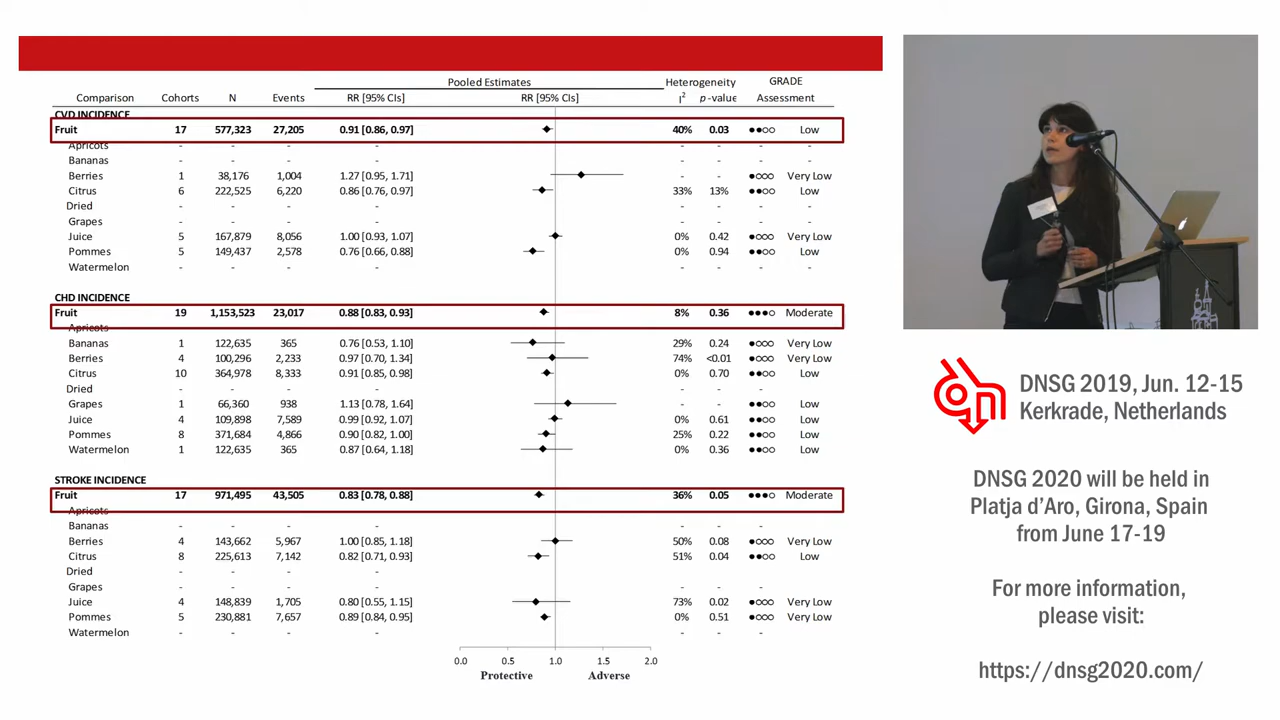 Pooled Estimates Heterogeneity GRADE
Comparison Cohorts N Events RR [95% CIs] RR [95% CIs] I2 p-value Assessment
CVD INCIDENCE
Fruit 17 577,323 27,205 0.91 [0.86, 0.97] 40% 0.03 ●●○○ Low
Apricots - - - - - - - -
Bananas - - - - - - - -
Berries 1 38,176 1,004 1.27 [0.95, 1.71] - - ●○○○ Very Low
Citrus 6 222,525 6,220 0.86 [0.76, 0.97] 33% 13% ●●○○ Low
Dried - - - - - - - -
Grapes - - - - - - - -
Juice 5 167,879 8,056 1.00 [0.93, 1.07] 0% 0.42 ●○○○ Very Low
Pommes 5 149,437 2,578 0.76 [0.66, 0.88] 0% 0.94 ●●○○ Low
Watermelon - - - - - - - -
CHD INCIDENCE
Fruit 19 1,153,523 23,017 0.88 [0.83, 0.93] 8% 0.36 ●●●○ Moderate
Apricots
Bananas 1 122,635 365 0.76 [0.53, 1.10] 29% 0.24 ●○○○ Very Low
Berries 4 100,296 2,233 0.97 [0.70, 1.34] 74% <0.01 ●○○○ Very Low
Citrus 10 364,978 8,333 0.91 [0.85, 0.98] 0% 0.70 ●●○○ Low
Dried - - - - - - -
Grapes 1 66,360 938 1.13 [0.78, 1.64] - - ●●○○ Low
Juice 4 109,898 7,589 0.99 [0.92, 1.07] 0% 0.61 ●●○○ Low
Pommes 8 371,684 4,866 0.90 [0.82, 1.00] 25% 0.22 ●●○○ Low
Watermelon 1 122,635 365 0.87 [0.64, 1.18] 0% 0.36 ●●○○ Low
STROKE INCIDENCE
Fruit 17 971,495 43,505 0.83 [0.78, 0.88] 36% 0.05 ●●●○ Moderate
Apricots - - - - - - -
Bananas - - - - - - -
Berries 4 143,662 5,967 1.00 [0.85, 1.18] 50% 0.08 ●○○○ Very Low
Citrus 8 225,613 7,142 0.82 [0.71, 0.93] 51% 0.04 ●●○○ Low
Dried - - - -
Grapes - - - - - - -
Juice 4 148,839 1,705 0.80 [0.55, 1.15] 73% 0.02 ●○○○ Very Low
Pommes 5 230,881 7,657 0.89 [0.84, 0.95] 0% 0.51 ●○○○ Very Low
Watermelon - - - - - - -
0.0 0.5 1.0 1.5 2.0
Protective Adverse
DNSG 2019, Jun. 12-15
Kerkrade, Netherlands
DNSG 2020 will be held in
Platja d’Aro, Girona, Spain
from June 17-19
For more information,
please visit:
https://dnsg2020.com/